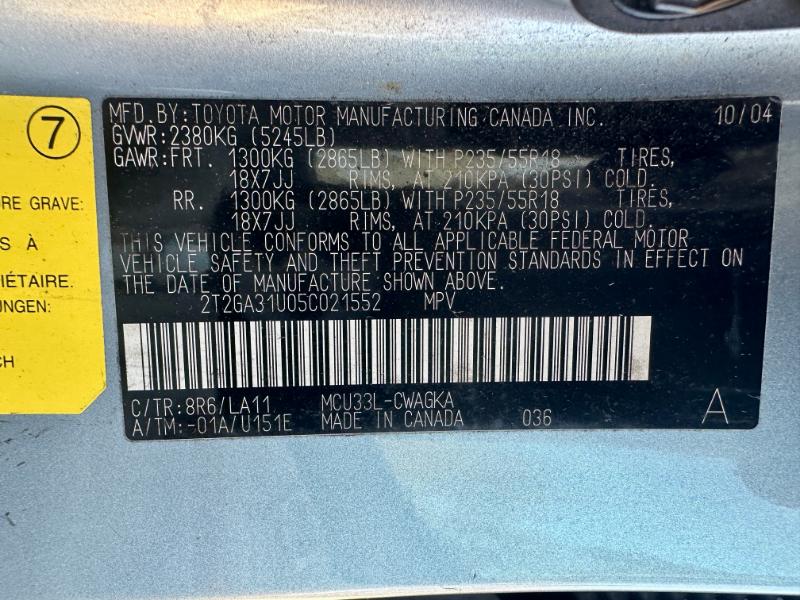 7
RE GRAVE:
S À
IÉTAIRE.
UNGEN:
CH
MFD.BY:TOYOTA MOTOR MANUFACTURING CANADA INC. 10/04
GVWR:2380KG (5245LB)
GAWR:FRT. 1300KG (2865LB) WITH P235/55R18 TIRES,
18X7JJ RIMS, AT 210KPA (30PSI) COLD.
RR. 1300KG (2865LB) WITH P235/55R18 TIRES,
18X7JJ RIMS, AT 210KPA (30PSI) COLD.
THIS VEHICLE CONFORMS TO ALL APPLICABLE FEDERAL MOTOR
VEHICLE SAFETY AND THEFT PREVENTION STANDARDS IN EFFECT ON
THE DATE OF MANUFACTURE SHOWN ABOVE.
2T2GA31U05C021552 MPV
C/TR:8R6/LA11 MCU33L-CWAGKA
A/TM:-01A/U151E MADE IN CANADA 036 A